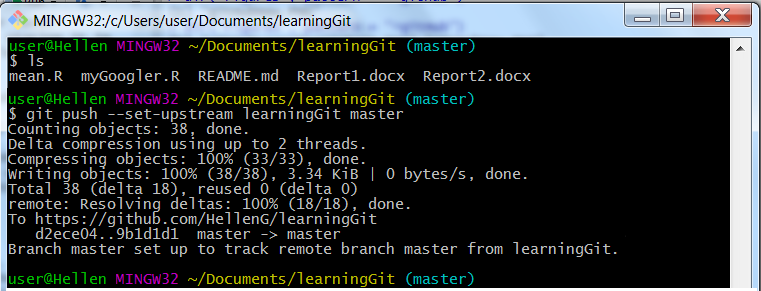 MINGW32:/c/Users/user/Documents/learningGit
user@Hellen MINGW32 ~/Documents/learningGit (master)
$ ls
mean.R myGoogler.R README.md Report1.docx Report2.docx
user@Hellen MINGW32 ~/Documents/learningGit (master)
$ git push --set-upstream learningGit master
Counting objects: 38, done.
Delta compression using up to 2 threads.
Compressing objects: 100% (33/33), done.
Writing objects: 100% (38/38), 3.34 KiB | 0 bytes/s, done.
Total 38 (delta 18), reused 0 (delta 0)
remote: Resolving deltas: 100% (18/18), done.
To https://github.com/HellenG/learningGit
d2ece04..9b1d1d1 master -> master
Branch master set up to track remote branch master from learningGit.
user@Hellen MINGW32 ~/Documents/learningGit (master)